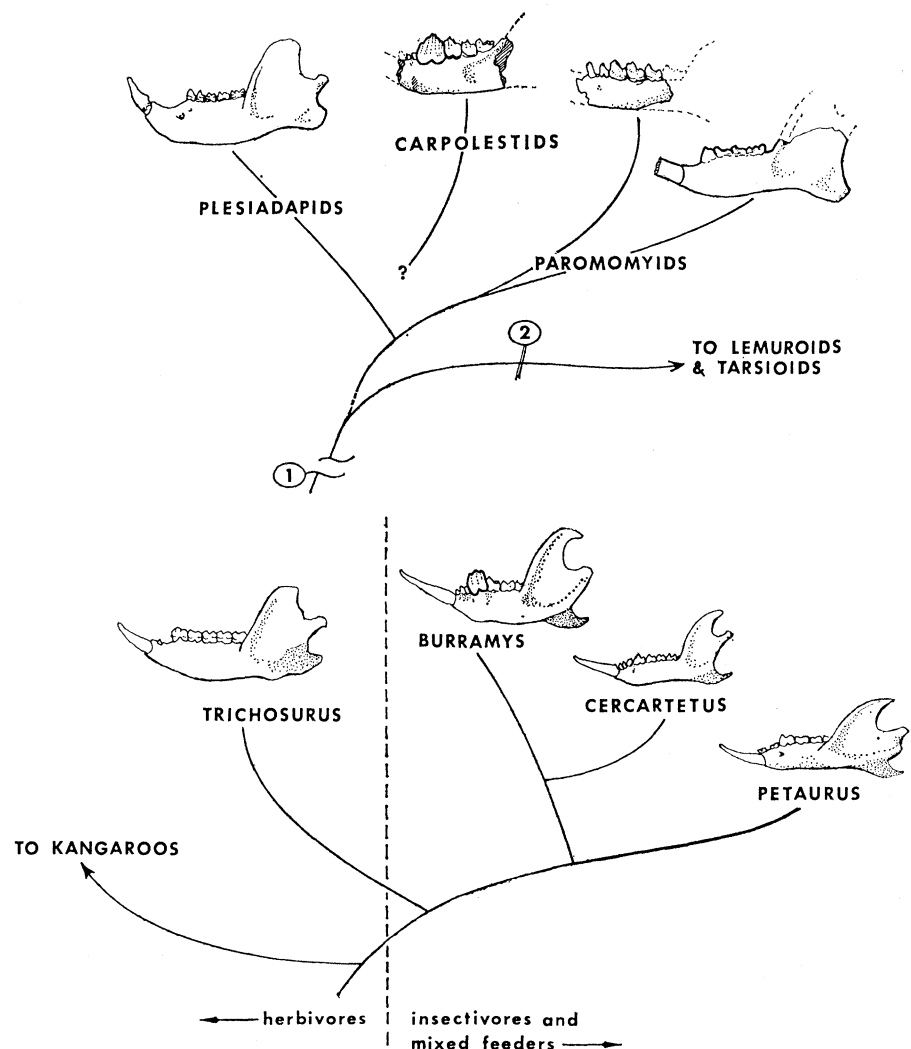 CARPOLESTIDS
PLESIADAPIDS
?
PAROMOMYIDS
2
TO LEMUROIDS
& TARSIOIDS
1
BURRAMYS
CERCARTETUS
TRICHOSURUS
PETAURUS
TO KANGAROOS
herbivores
insectivores and
mixed feeders